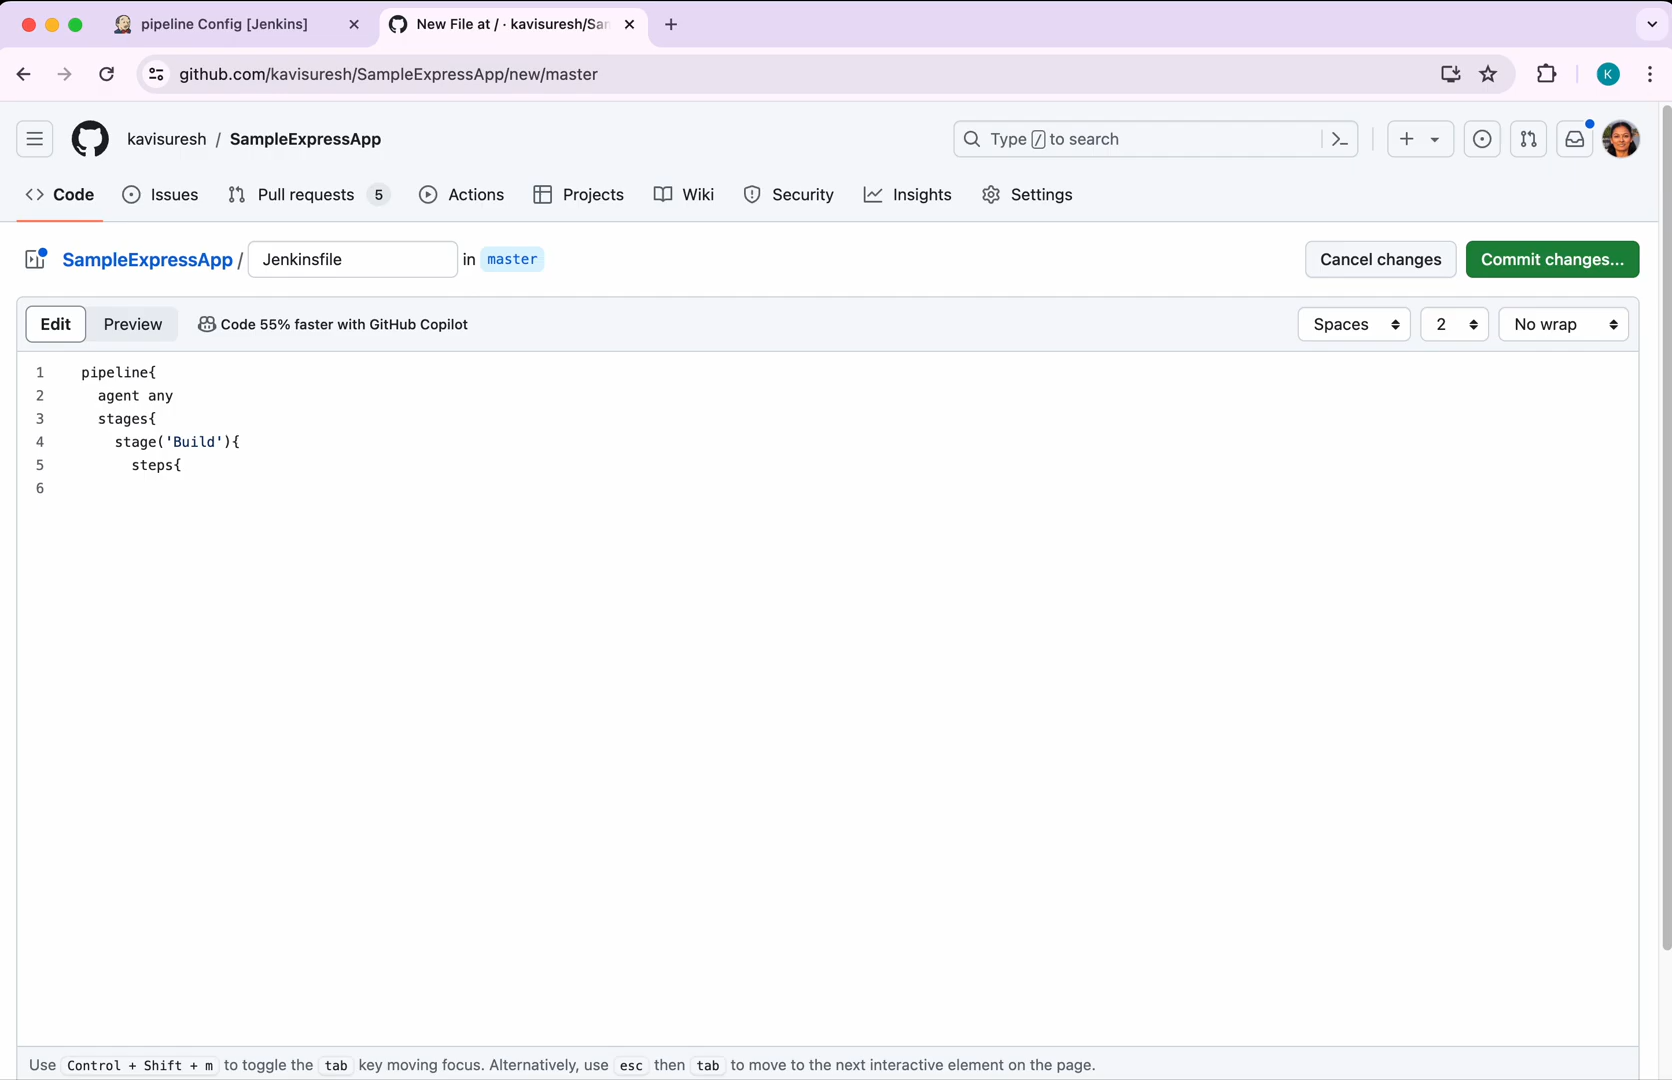 pipeline Config [Jenkins]
New File at / · kavisuresh/Sar
github.com/kavisuresh/SampleExpressApp/new/master
K
kavisuresh / SampleExpressApp
Type / to search
Code Issues Pull requests 5 Actions Projects Wiki Security Insights Settings
SampleExpressApp / Jenkinsfile in master
Cancel changes Commit changes...
Edit Preview Code 55% faster with GitHub Copilot
Spaces 2 No wrap
1 pipeline{
2 agent any
3 stages{
4 stage('Build'){
5 steps{
6
Use Control + Shift + m to toggle the tab key moving focus. Alternatively, use esc then tab to move to the next interactive element on the page.